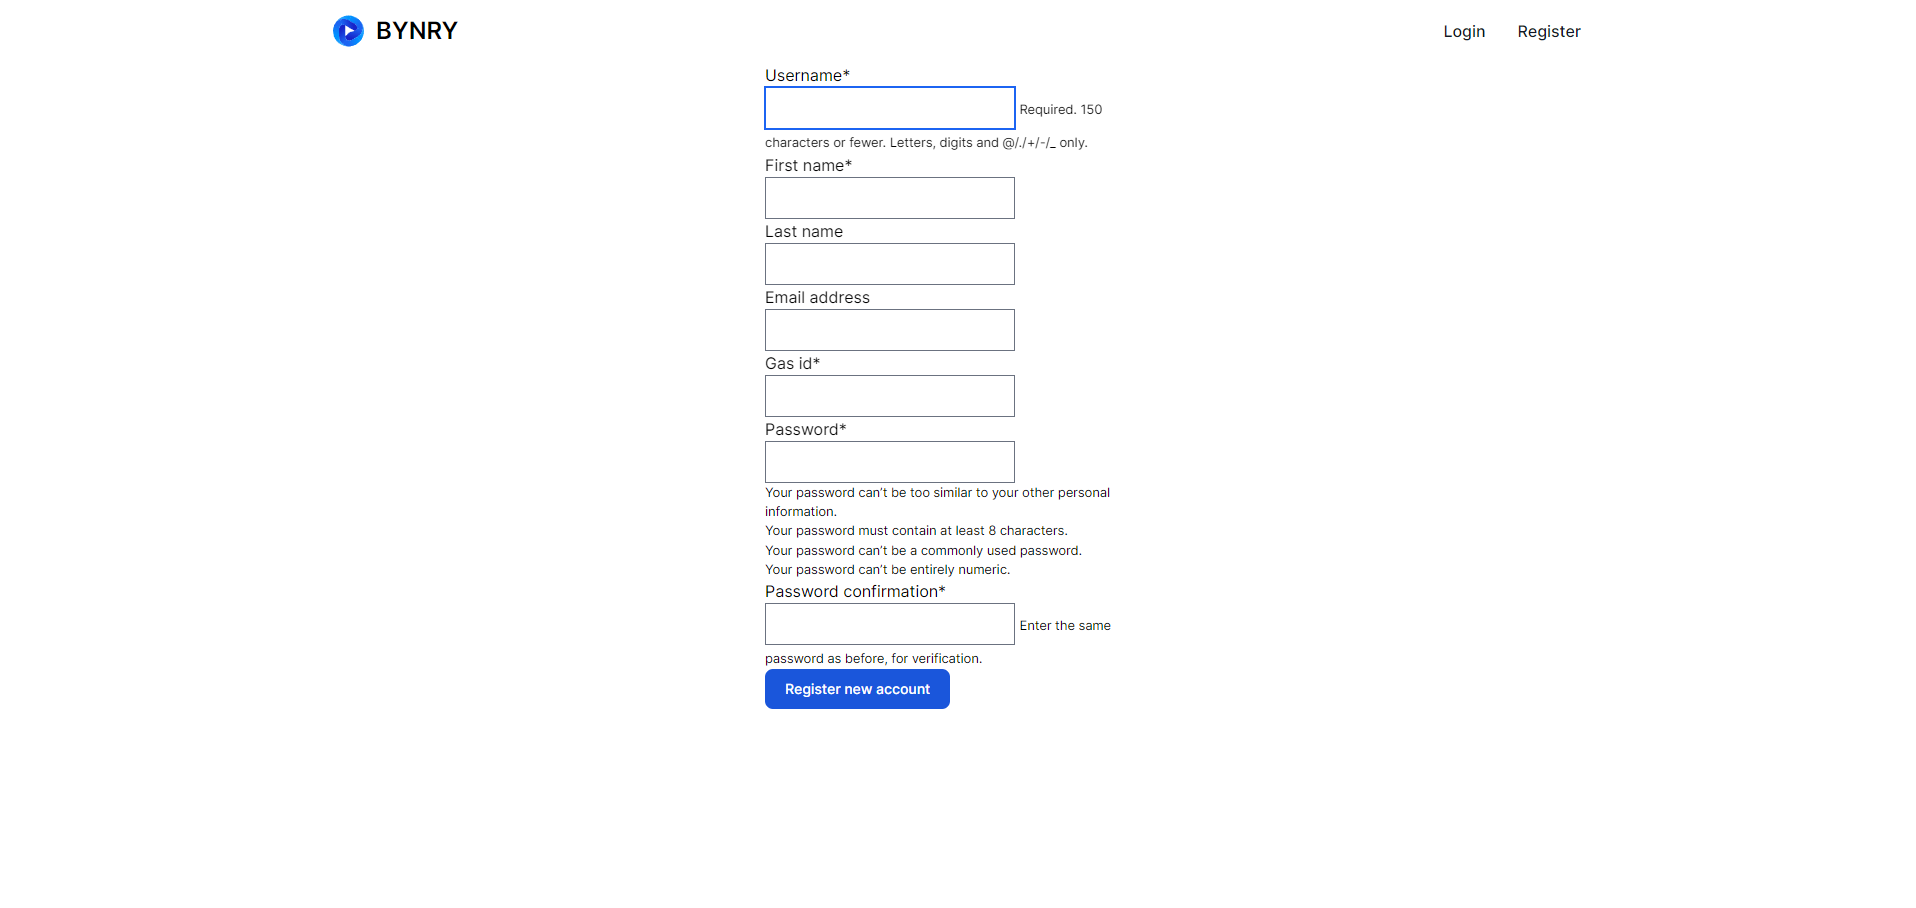 BYNRY
Login
Register
Username*
Required. 150
characters or fewer. Letters, digits and @/./+/-/_ only.
First name*
Last name
Email address
Gas id*
Password*
Your password can’t be too similar to your other personal
information.
Your password must contain at least 8 characters.
Your password can’t be a commonly used password.
Your password can’t be entirely numeric.
Password confirmation*
Enter the same
password as before, for verification.
Register new account